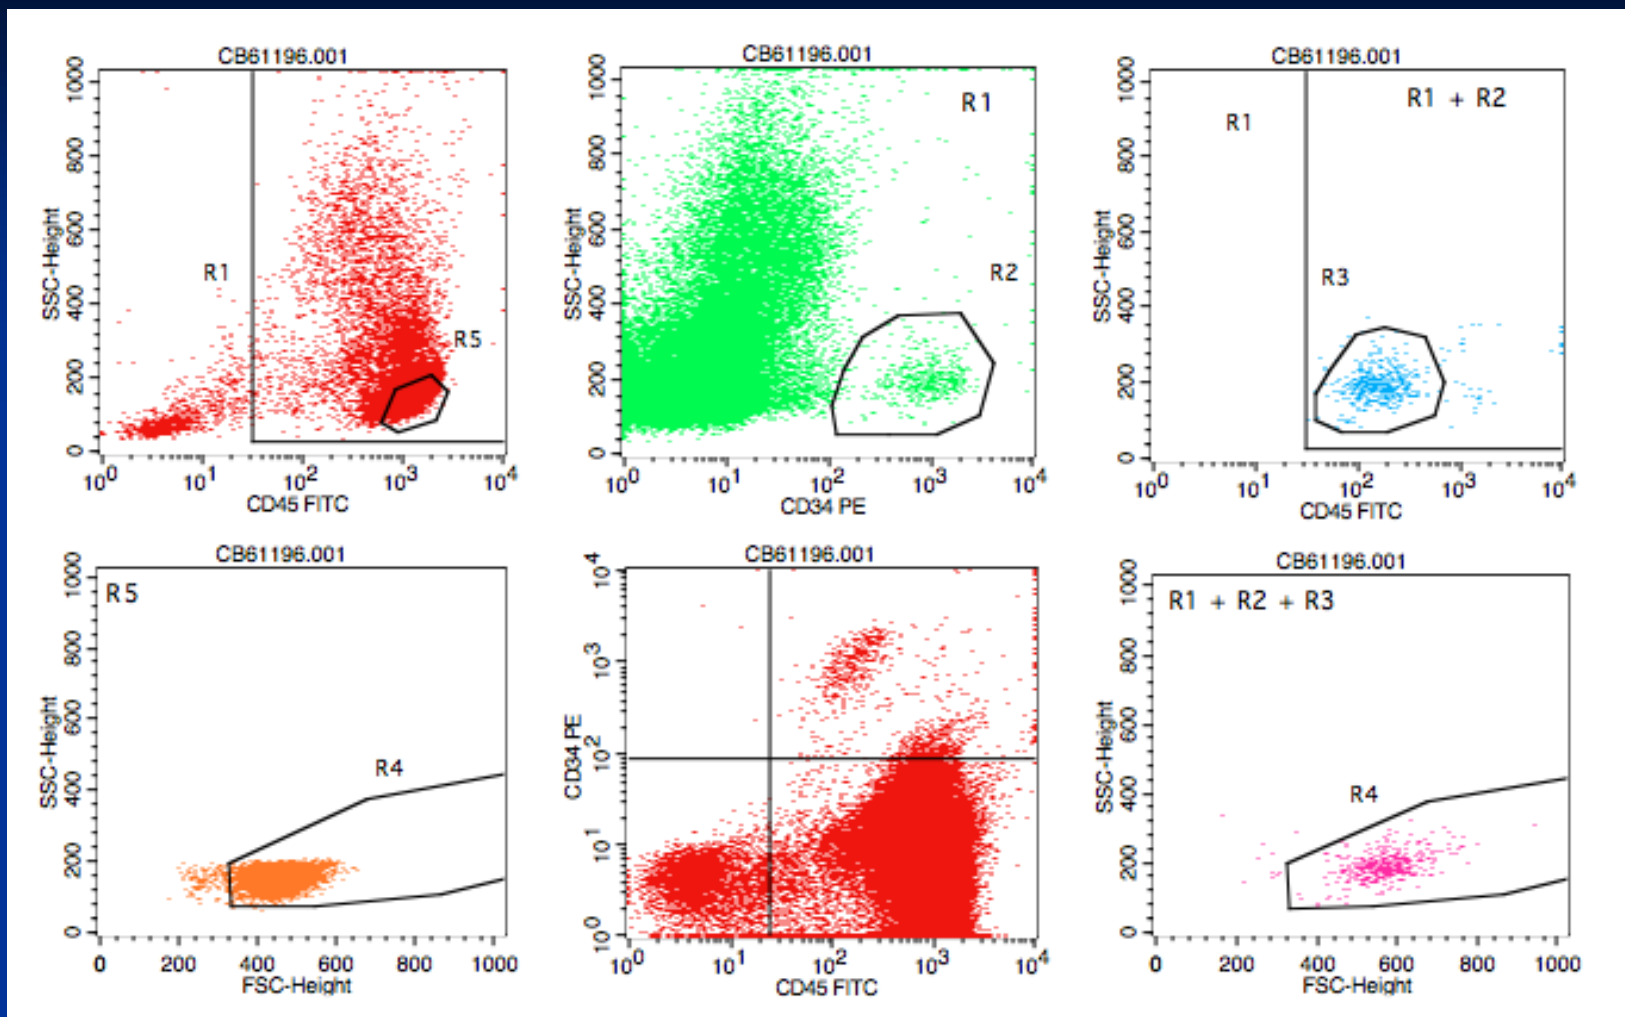 CB61196.001
1000
800
600
400
200
0
SSC-Height
R1
R5
10^0 10^1 10^2 10^3 10^4
CD45 FITC
CB61196.001
1000
800
600
400
200
0
SSC-Height
R1
R2
10^0 10^1 10^2 10^3 10^4
CD34 PE
CB61196.001
1000
800
600
400
200
0
SSC-Height
R1 + R2
R1
R3
10^0 10^1 10^2 10^3 10^4
CD45 FITC
CB61196.001
1000
800
600
400
200
0
SSC-Height
R5
R4
0 200 400 600 800 1000
FSC-Height
CB61196.001
10^4
10^3
10^2
10^1
10^0
CD34 PE
10^0 10^1 10^2 10^3 10^4
CD45 FITC
CB61196.001
1000
800
600
400
200
0
SSC-Height
R1 + R2 + R3
R4
0 200 400 600 800 1000
FSC-Height